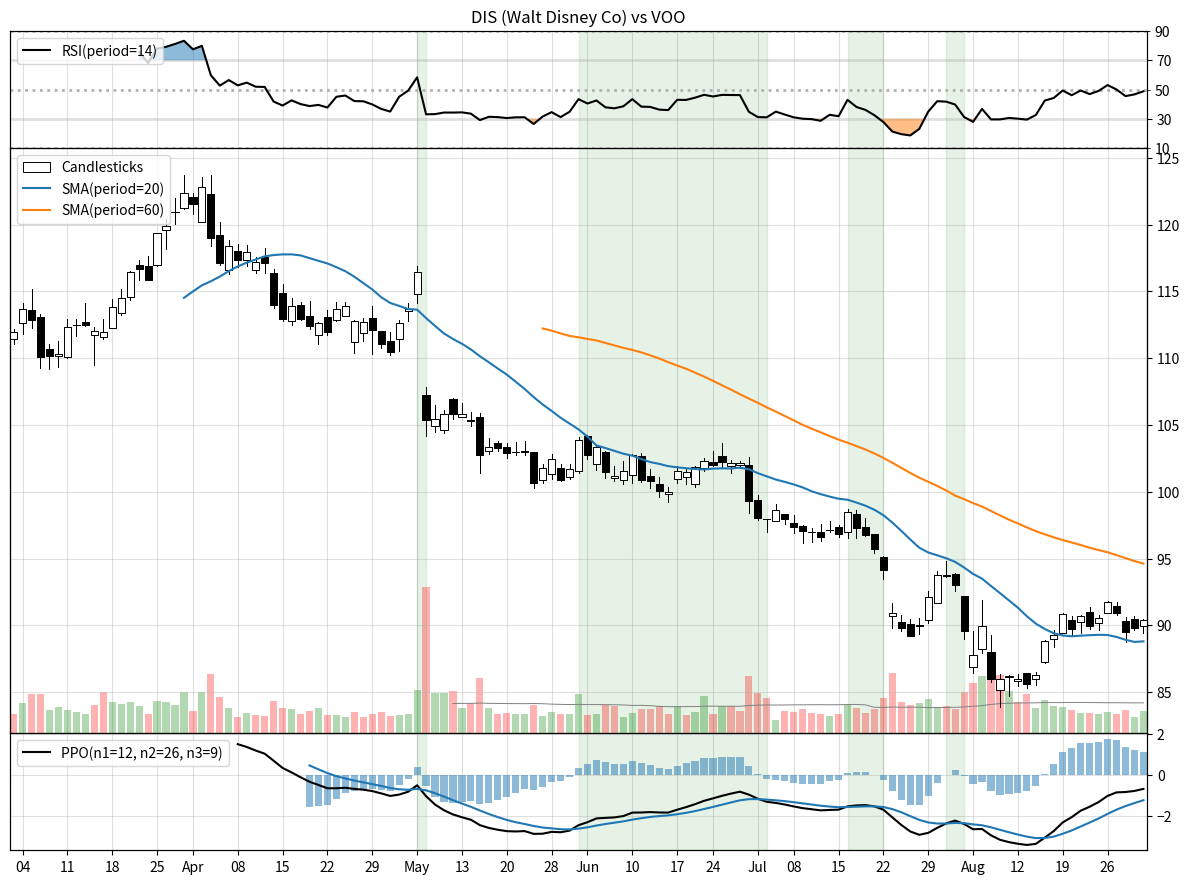 DIS (Walt Disney Co) vs VOO
RSI(period=14)
90
70
50
30
10
Candlesticks
SMA(period=20)
SMA(period=60)
125
120
115
110
105
100
95
90
85
PPO(n1=12, n2=26, n3=9)
2
0
−2
04 11 18 25 Apr 08 15 22 29 May 13 20 28 Jun 10 17 24 Jul 08 15 22 29 Aug 12 19 26